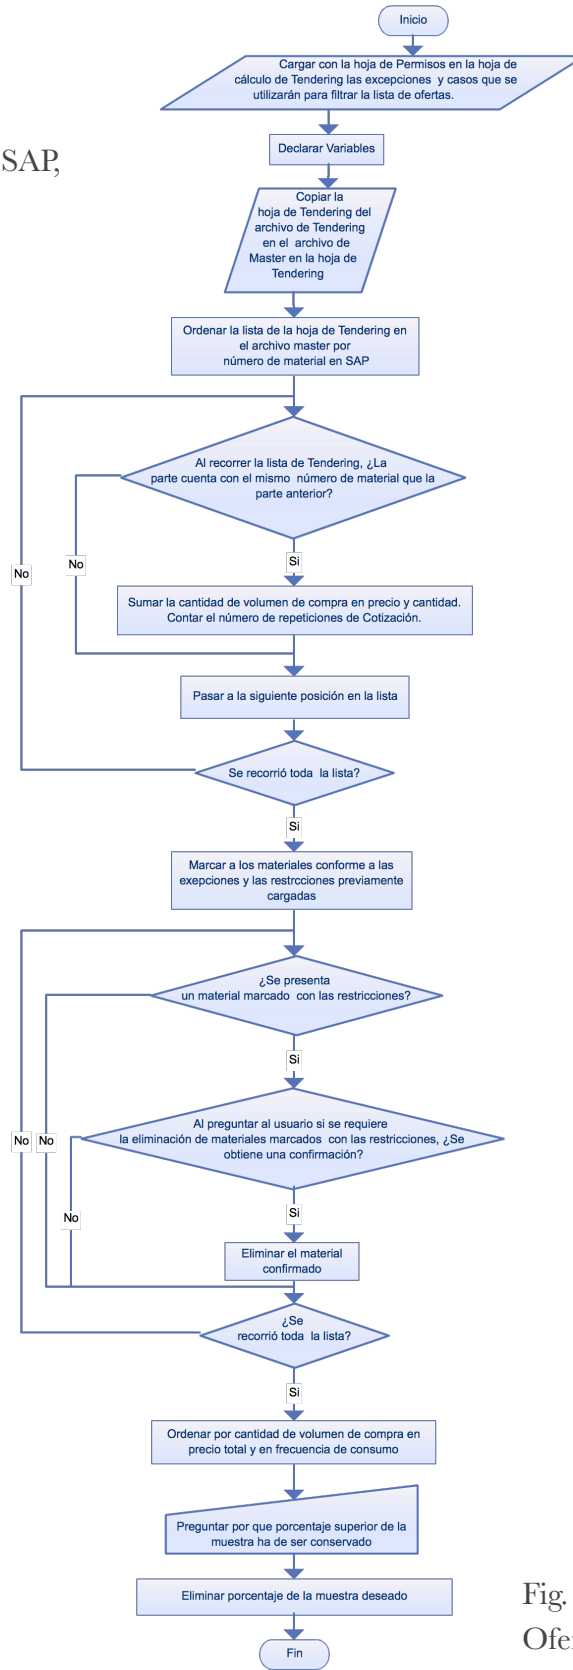 Inicio
Cargar con la hoja de Permisos en la hoja de
cálculo de Tendering las excepciones y casos que se
utilizarán para filtrar la lista de ofertas.
SAP,
Declarar Variables
Copiar la
hoja de Tendering del
archivo de Tendering
en el archivo de
Master en la hoja de
Tendering
Ordenar la lista de la hoja de Tendering en
el archivo master por
número de material en SAP
Al recorrer la lista de Tendering, ¿La
parte cuenta con el mismo número de material que la
parte anterior?
Si
No
No
Sumar la cantidad de volumen de compra en precio y cantidad.
Contar el número de repeticiones de Cotización.
Pasar a la siguiente posición en la lista
Se recorrió toda la lista?
Si
Marcar a los materiales conforme a las
exepciones y las restrcciones previamente
cargadas
¿Se presenta
un material marcado con las restricciones?
Si
Al preguntar al usuario si se requiere
la eliminación de materiales marcados con las restricciones, ¿Se
obtiene una confirmación?
No
No
Si
No
Eliminar el material
confirmado
¿Se
recorrió toda la lista?
Si
Ordenar por cantidad de volumen de compra en
precio total y en frecuencia de consumo
Preguntar por que porcentaje superior de la
muestra ha de ser conservado
Eliminar porcentaje de la muestra deseado
Fig.
Fin